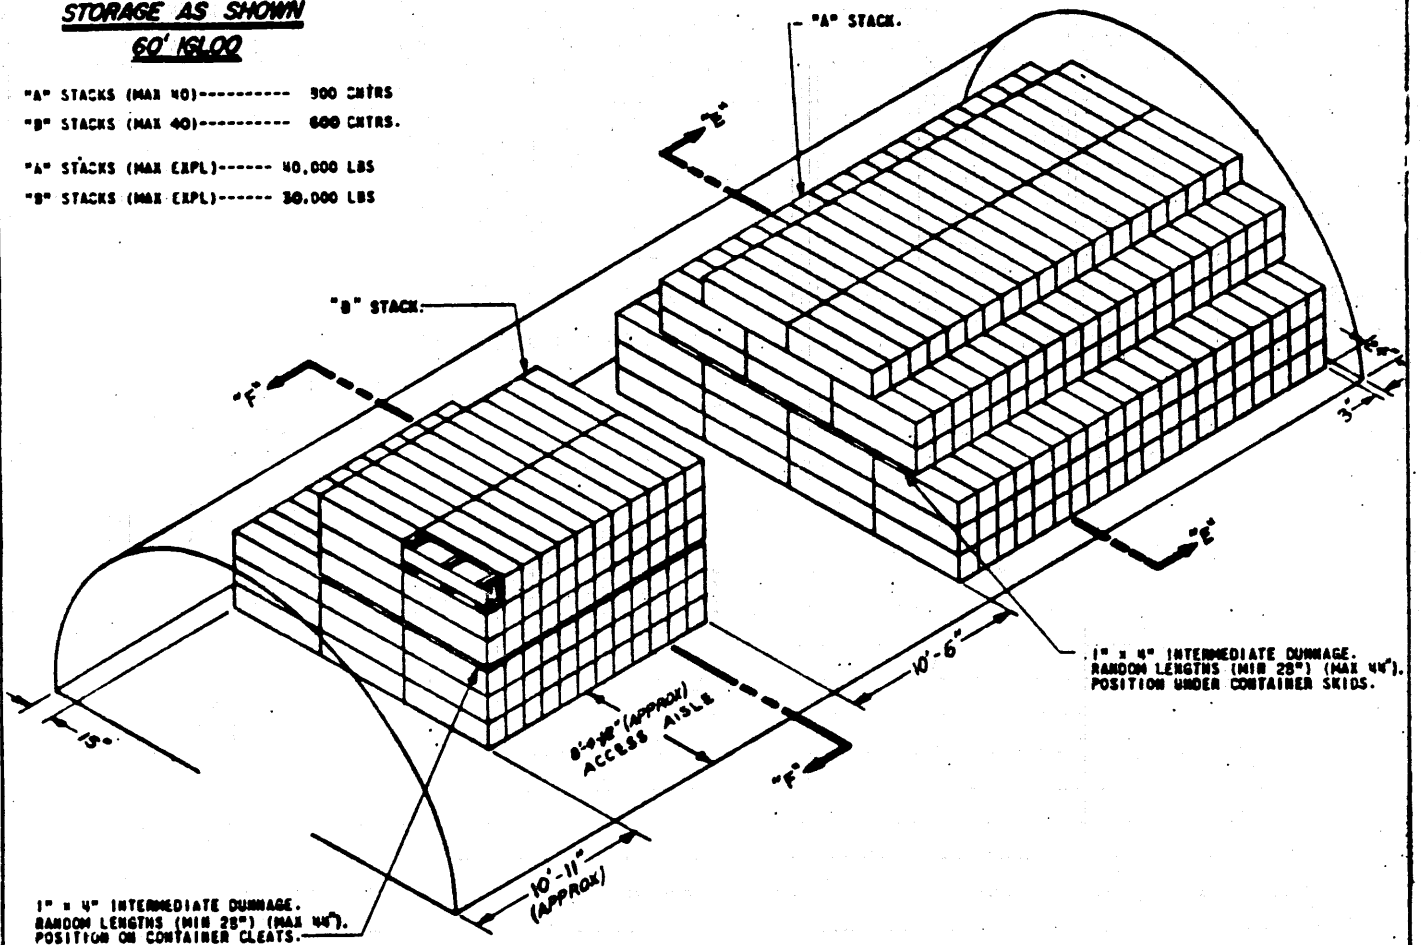 STORAGE AS SHOWN
60' IGLOO
"A" STACKS (MAX 40)---------- 900 CNTRS
"B" STACKS (MAX 40)---------- 600 CNTRS.
"A" STACKS (MAX EXPL)------ 40,000 LBS
"B" STACKS (MAX EXPL)------ 30,000 LBS
"A" STACK.
"E"
"B" STACK.
"F"
3"
"E"
10'-6"
1" x 4" INTERMEDIATE DUNNAGE.
RANDOM LENGTHS (MIN 28") (MAX 44").
POSITION UNDER CONTAINER SKIDS.
15"
(APPROX)
ACCESS AISLE
"F"
10'-11"
(APPROX)
1" x 4" INTERMEDIATE DUNNAGE.
RANDOM LENGTHS (MIN 28") (MAX 44").
POSITION ON CONTAINER CLEATS.